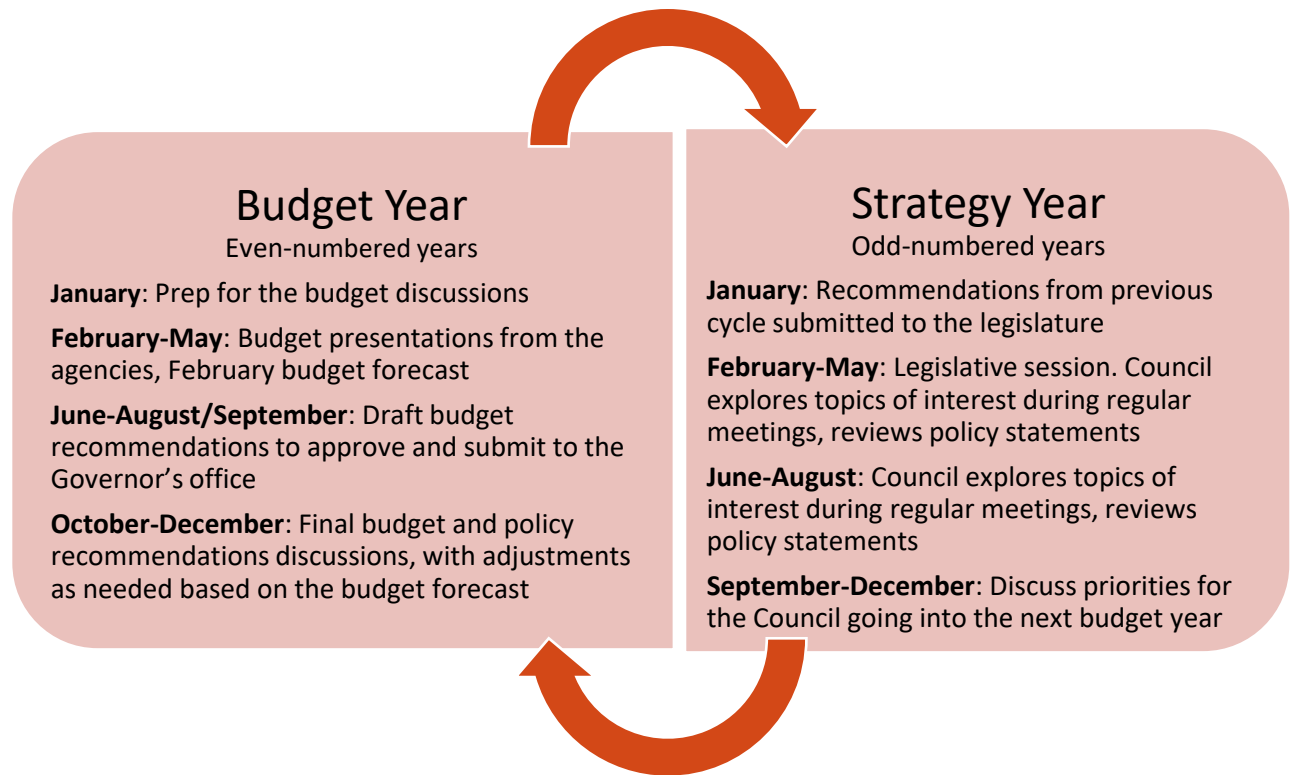 Budget Year
Even-numbered years
January: Prep for the budget discussions
February-May: Budget presentations from the
agencies, February budget forecast
June-August/September: Draft budget
recommendations to approve and submit to the
Governor’s office
October-December: Final budget and policy
recommendations discussions, with adjustments
as needed based on the budget forecast
Strategy Year
Odd-numbered years
January: Recommendations from previous
cycle submitted to the legislature
February-May: Legislative session. Council
explores topics of interest during regular
meetings, reviews policy statements
June-August: Council explores topics of
interest during regular meetings, reviews
policy statements
September-December: Discuss priorities for
the Council going into the next budget year